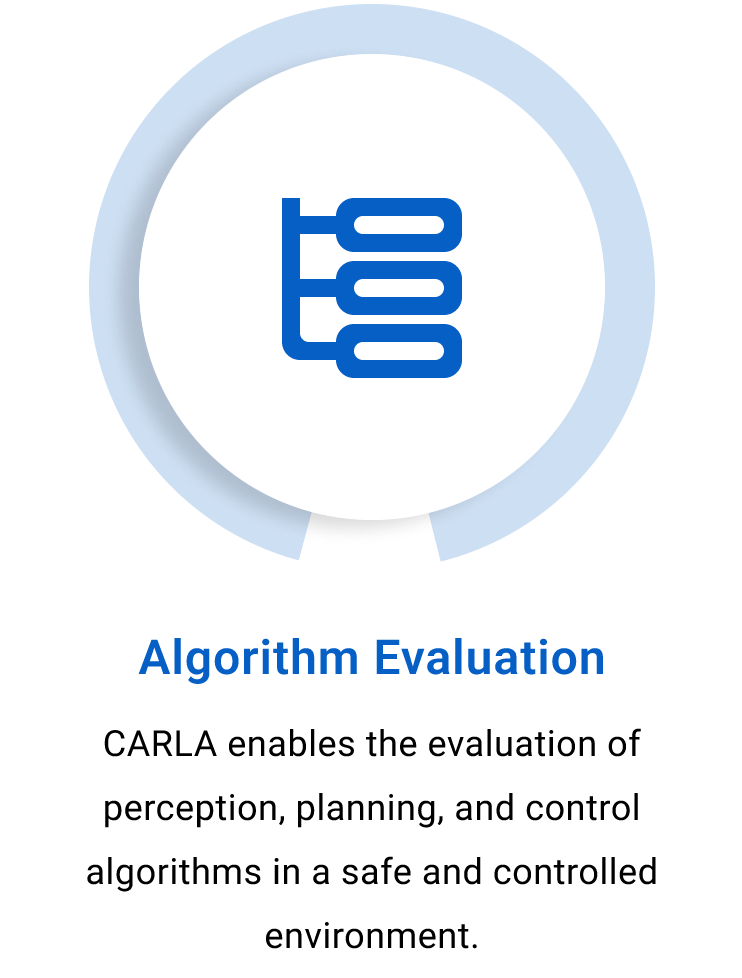 Algorithm Evaluation
CARLA enables the evaluation of
perception, planning, and control
algorithms in a safe and controlled
environment.